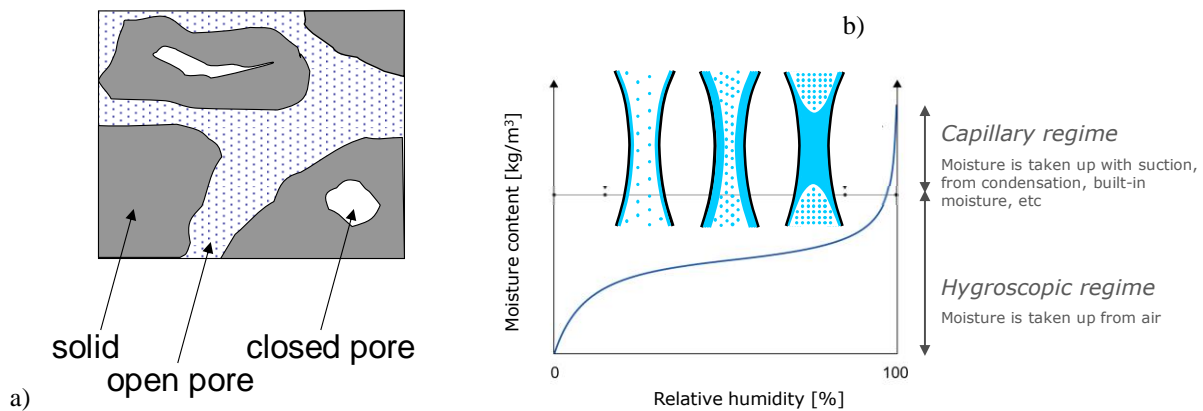 solid
open pore
closed pore
a)
b)
Moisture content [kg/m³]
Capillary regime
Moisture is taken up with suction,
from condensation, built-in
moisture, etc
Hygroscopic regime
Moisture is taken up from air
0
100
Relative humidity [%]